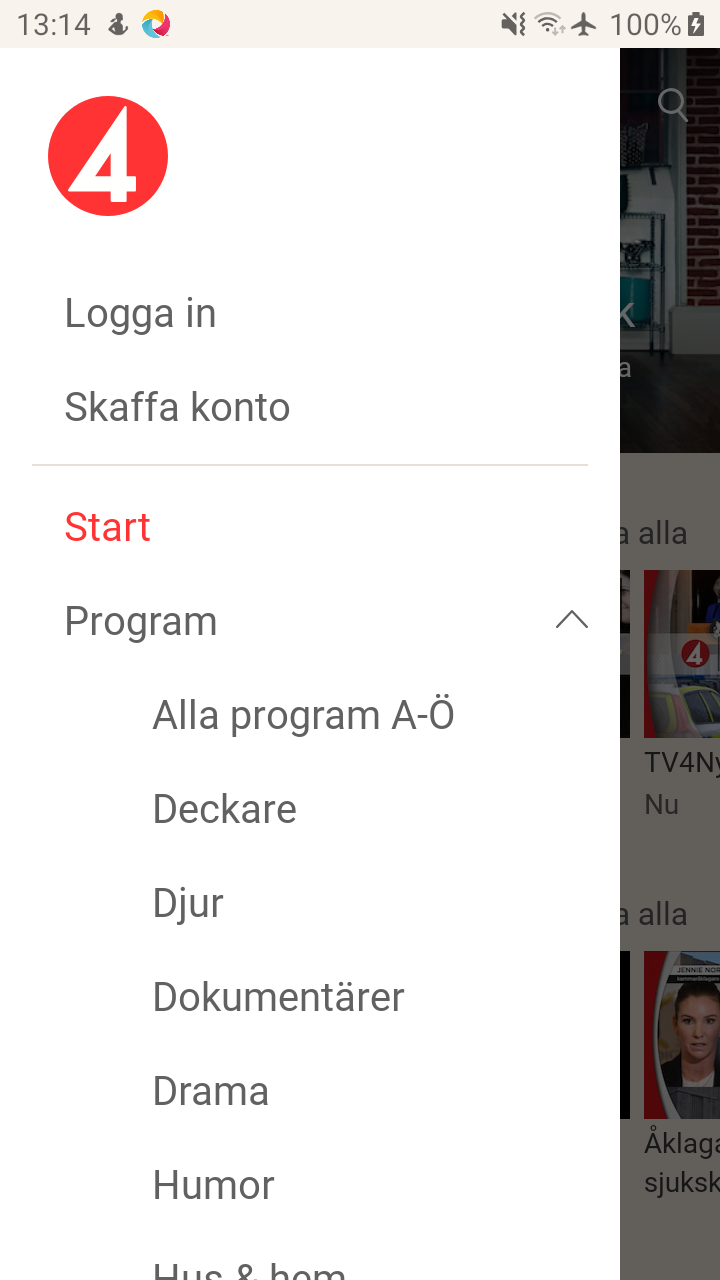 13:14
100%
4
Logga in
Skaffa konto
Start
Program
Alla program A-Ö
Deckare
Djur
Dokumentärer
Drama
Humor
Hus & hem
alla
4
TV4Ny
Nu
alla
JENNIE NOR
Åklaga
sjuksk